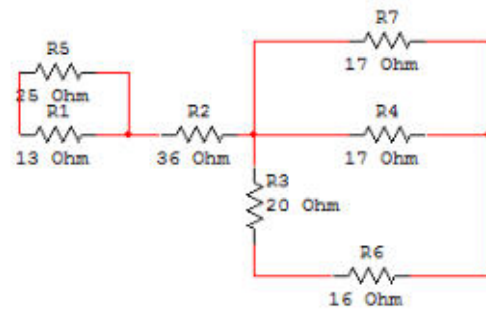 R7
17 Ohm
R5
25 Ohm
R1
13 Ohm
R2
36 Ohm
R4
17 Ohm
R3
20 Ohm
R6
16 Ohm